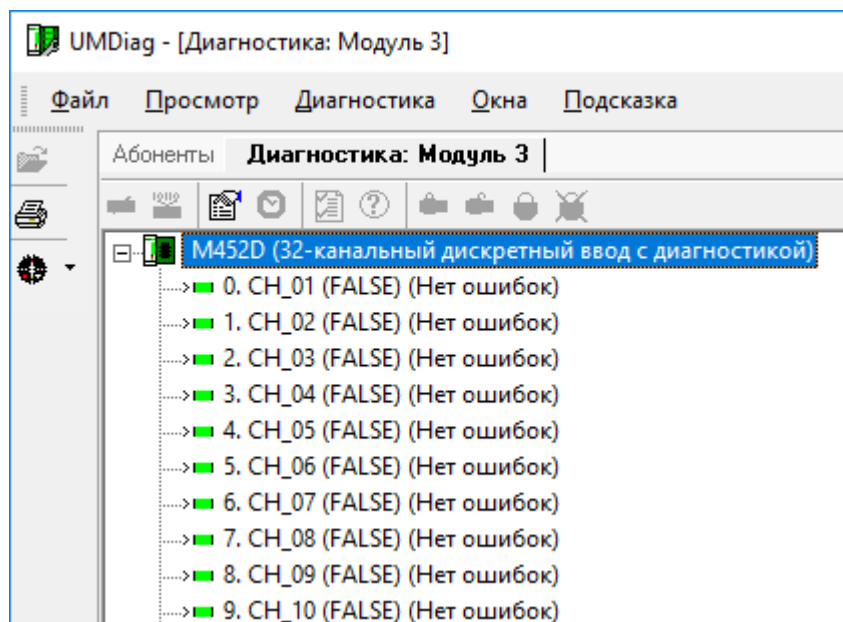 UMDiag - [Диагностика: Модуль 3]
Файл Просмотр Диагностика Окна Подсказка
Абоненты Диагностика: Модуль 3
M452D (32-канальный дискретный ввод с диагностикой)
0. CH_01 (FALSE) (Нет ошибок)
1. CH_02 (FALSE) (Нет ошибок)
2. CH_03 (FALSE) (Нет ошибок)
3. CH_04 (FALSE) (Нет ошибок)
4. CH_05 (FALSE) (Нет ошибок)
5. CH_06 (FALSE) (Нет ошибок)
6. CH_07 (FALSE) (Нет ошибок)
7. CH_08 (FALSE) (Нет ошибок)
8. CH_09 (FALSE) (Нет ошибок)
9. CH_10 (FALSE) (Нет ошибок)